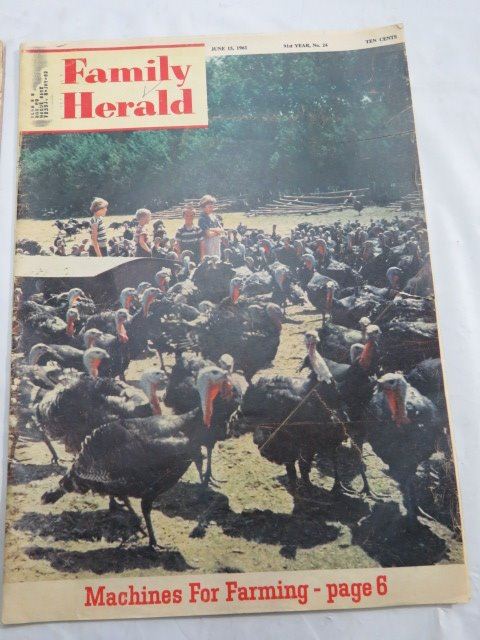 JUNE 15, 1961
91st YEAR, No. 24
TEN CENTS
Family
Herald
Machines For Farming - page 6